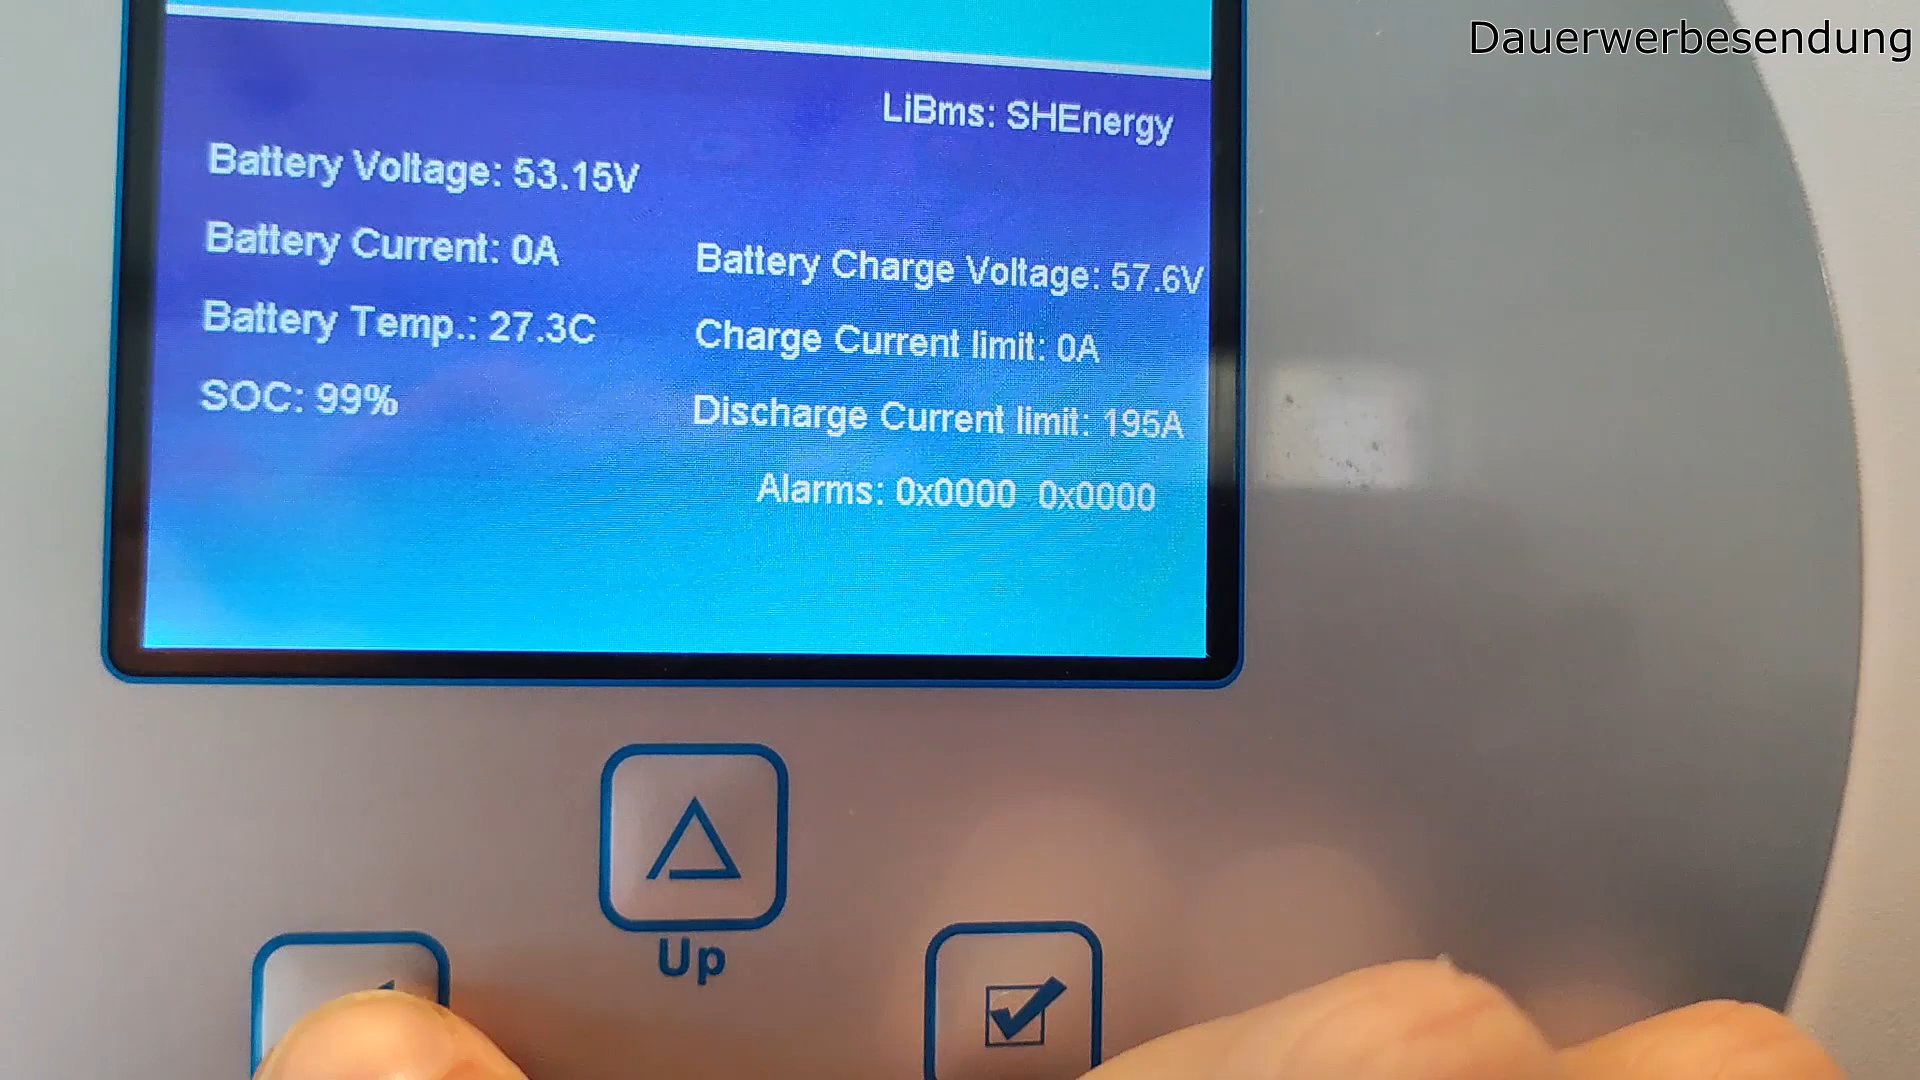 Dauerwerbesendung
LiBms: SHEnergy
Battery Voltage: 53.15V
Battery Current: 0A
Battery Charge Voltage: 57.6V
Battery Temp.: 27.3C
Charge Current limit: 0A
SOC: 99%
Discharge Current limit: 195A
Alarms: 0x0000 0x0000
Up